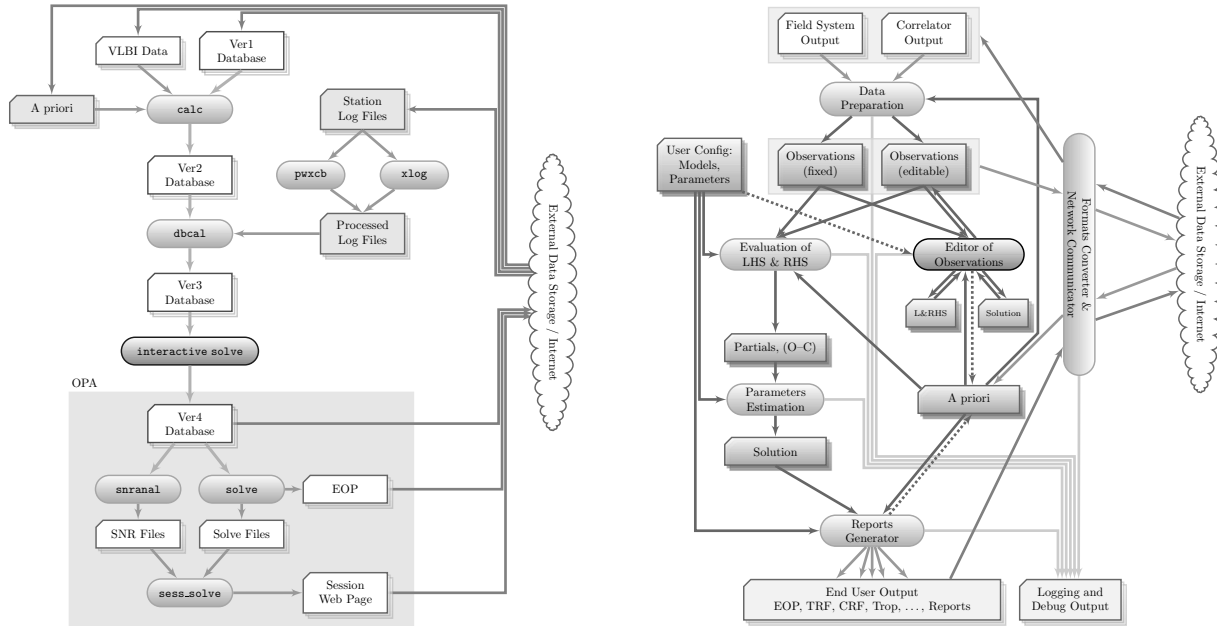 VLBI Data
Ver1
Database
A priori
calc
Station
Log Files
Ver2
Database
pwxcb
xlog
dbcal
Processed
Log Files
Ver3
Database
interactive solve
External Data Storage / Internet
OPA
Ver4
Database
snranal
solve
EOP
SNR Files
Solve Files
sess_solve
Session
Web Page
Field System
Output
Correlator
Output
Data
Preparation
User Config:
Models,
Parameters
Observations
(fixed)
Observations
(editable)
Evaluation of
LHS & RHS
Editor of
Observations
L&RHS
Solution
Formats Converter &
Network Communicator
External Data Storage / Internet
Partials, (O–C)
Parameters
Estimation
A priori
Solution
Reports
Generator
End User Output
EOP, TRF, CRF, Trop, ..., Reports
Logging and
Debug Output